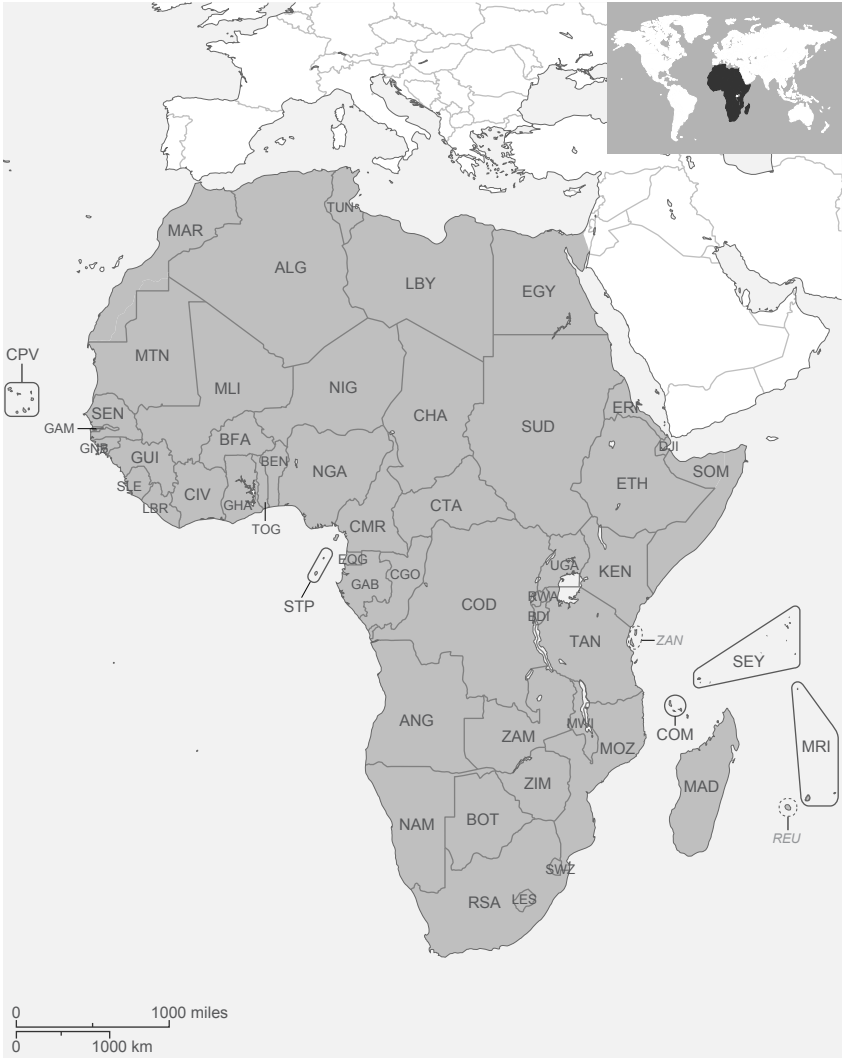 TUN
MAR
ALG
LBY
EGY
MTN
CPV
MLI
NIG
CHA
SUD
ERI
SEN
GAM
GNB
GUI
BFA
BEN
NGA
DJI
SOM
ETH
SLE
LBR
CIV
GHA
TOG
CTA
CMR
EQG
GAB
CGO
STP
COD
UGA
KEN
RWA
BDI
TAN
ZAN
SEY
ANG
ZAM
MWI
MOZ
COM
MRI
MAD
ZIM
NAM
BOT
REU
SWZ
RSA
LES
0 1000 miles
0 1000 km